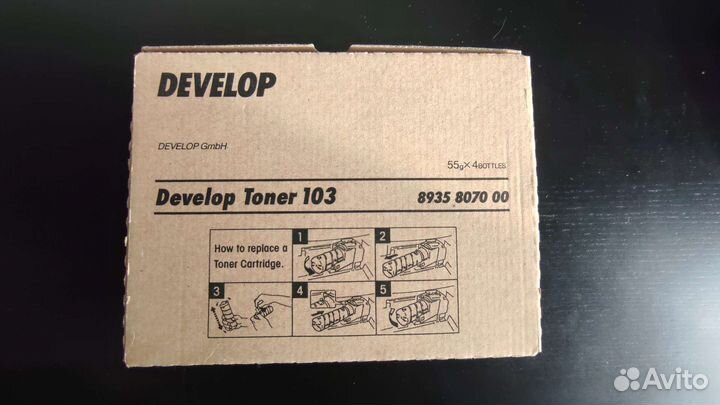 DEVELOP
DEVELOP GmbH
55g×4BOTTLES
Develop Toner 103 8935 8070 00
How to replace a
Toner Cartridge.
1
2
3
4
5
Avito